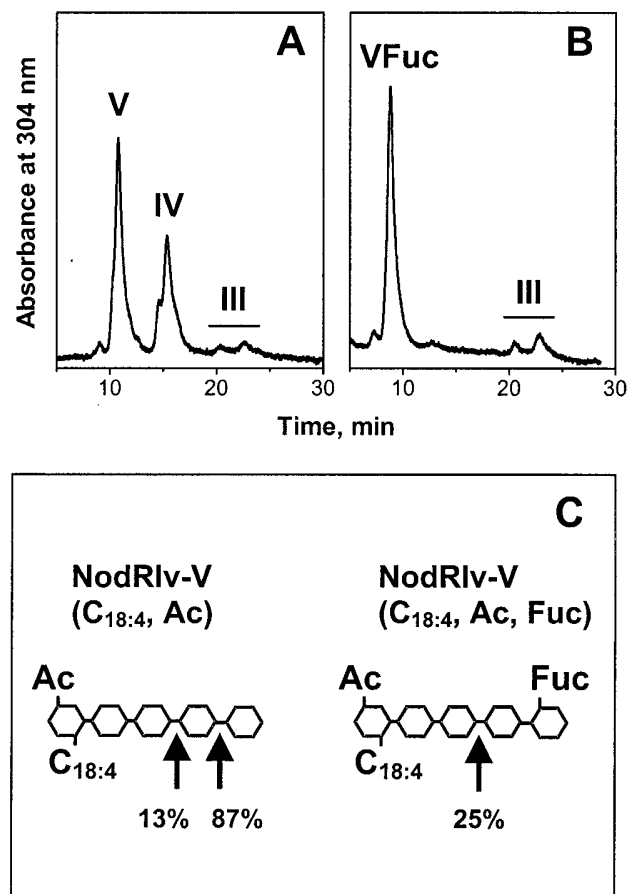 A
B
Absorbance at 304 nm
V
IV
III
VFuc
III
10
20
30
10
20
30
Time, min
C
NodRlv-V
(C18:4, Ac)
NodRlv-V
(C18:4, Ac, Fuc)
Ac
C18:4
13%
87%
Ac
Fuc
C18:4
25%